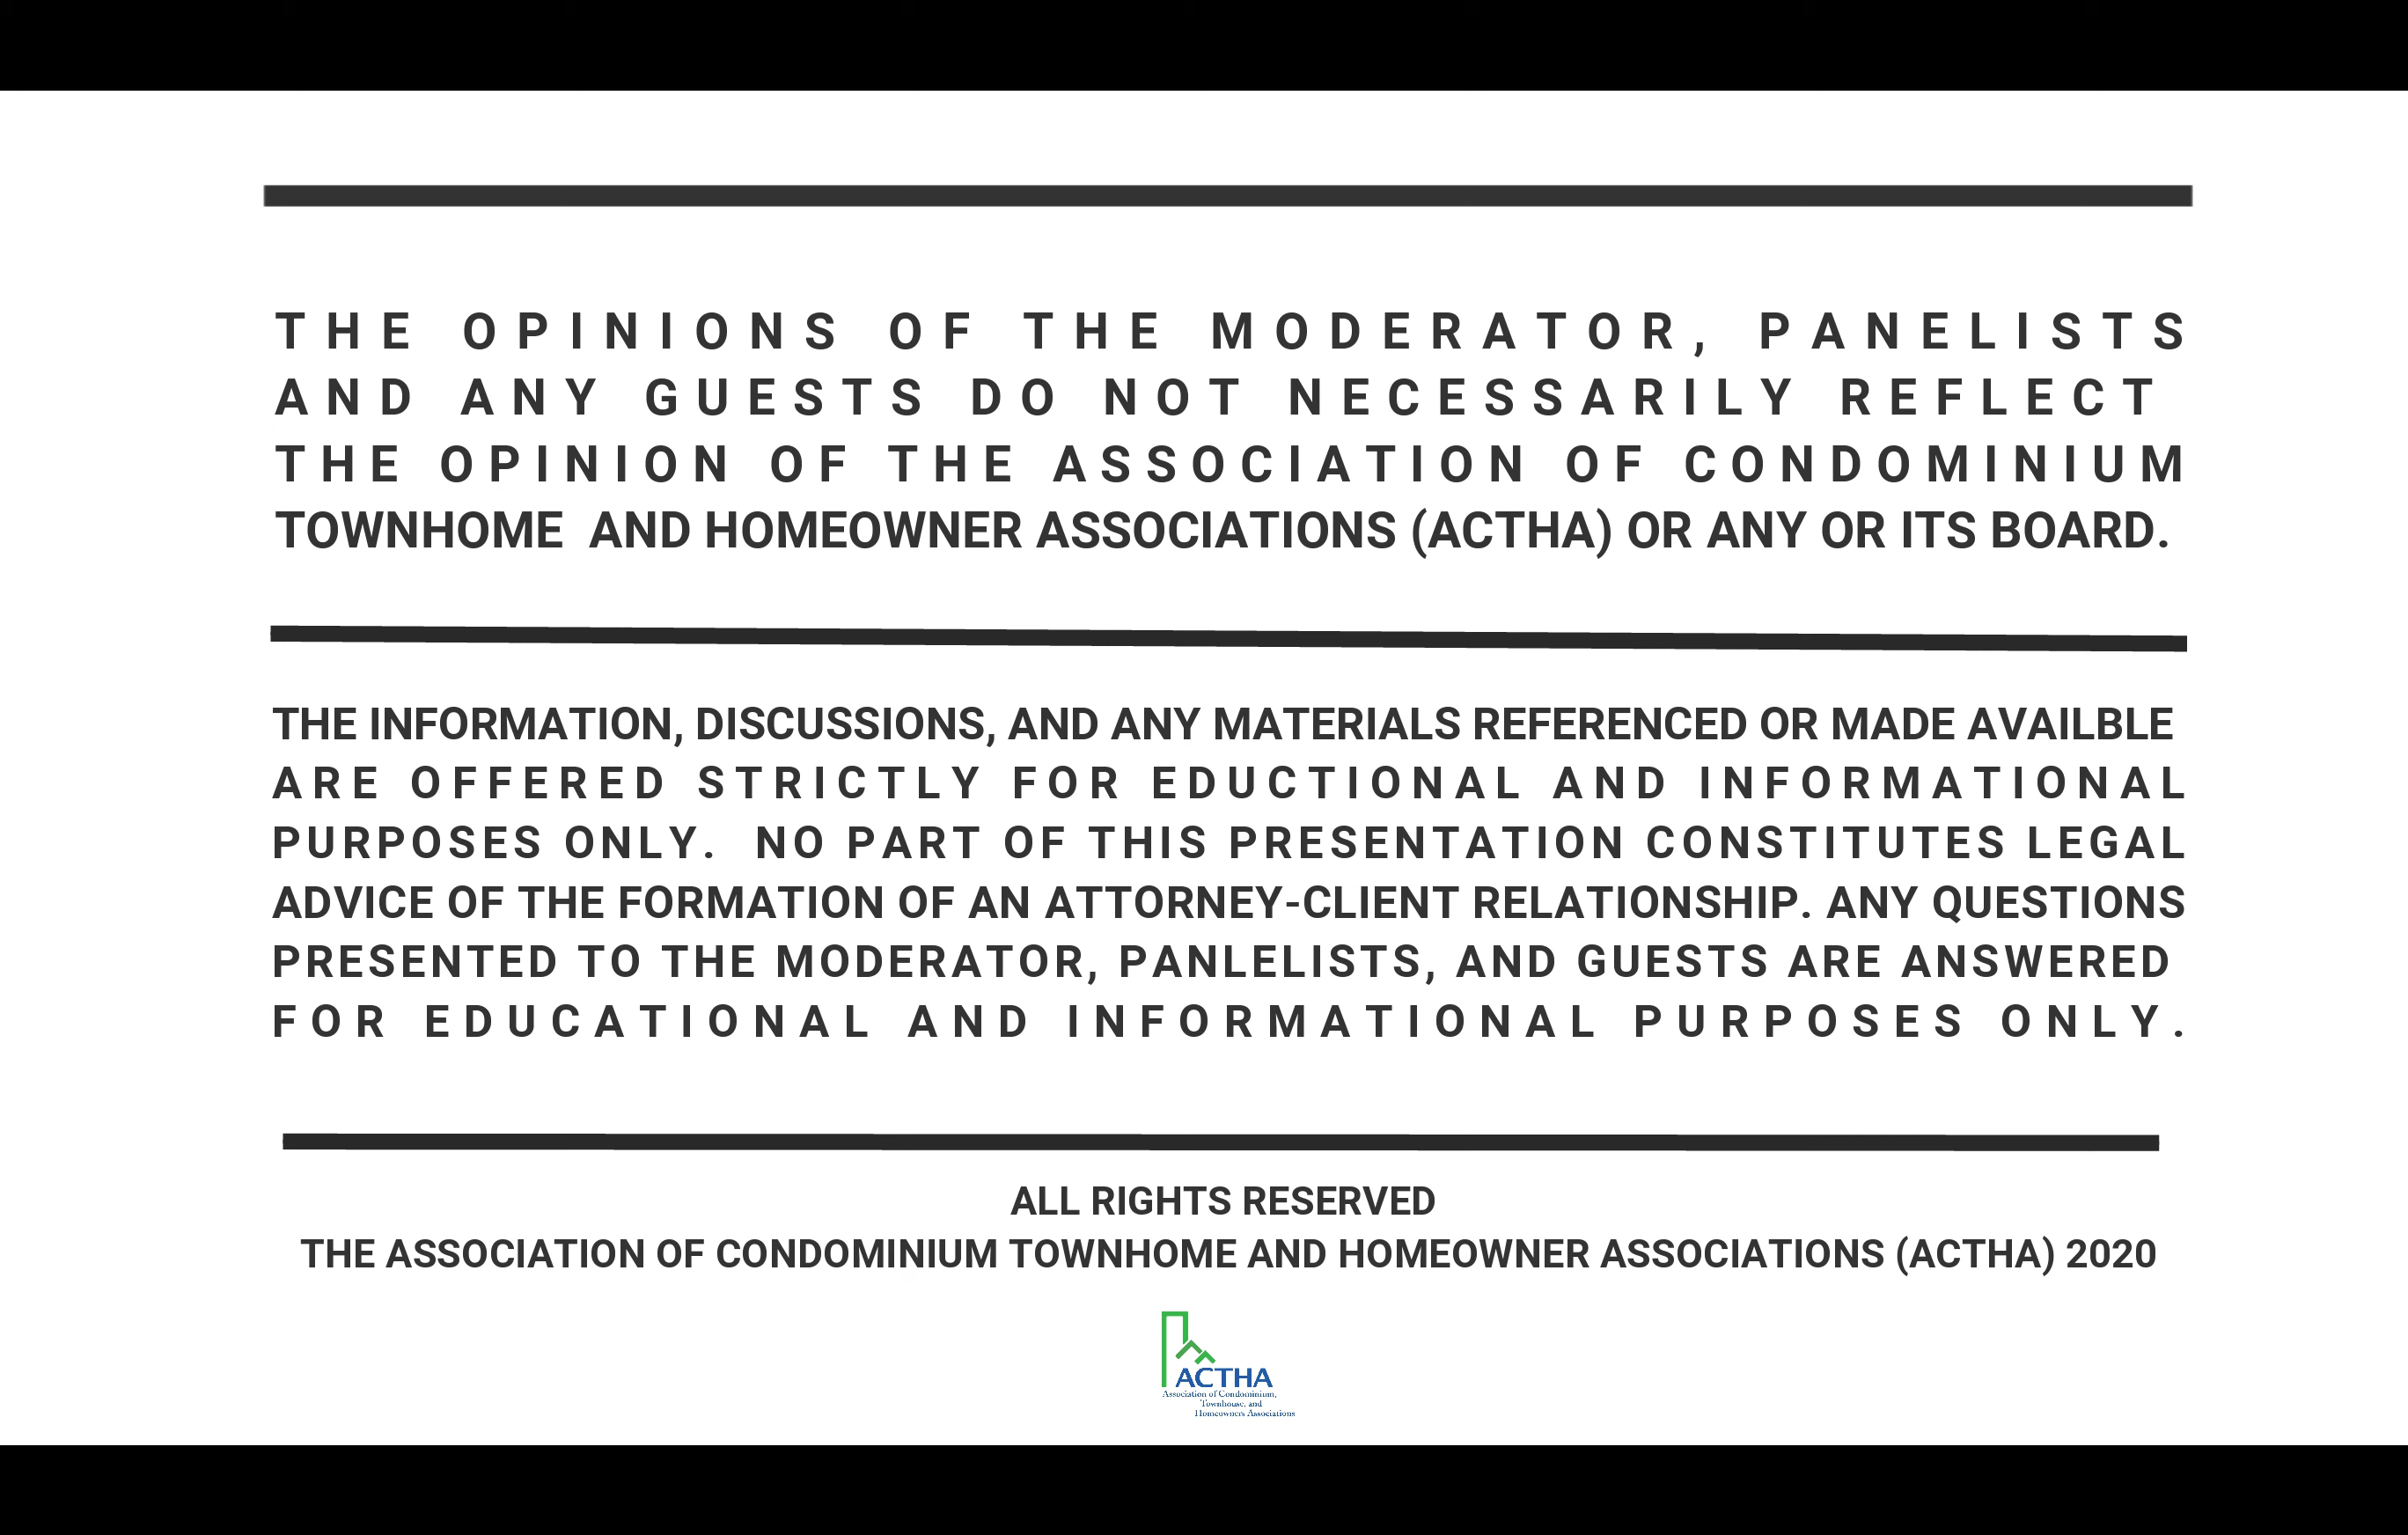 THE OPINIONS OF THE MODERATOR, PANELISTS
AND ANY GUESTS DO NOT NECESSARILY REFLECT
THE OPINION OF THE ASSOCIATION OF CONDOMINIUM
TOWNHOME AND HOMEOWNER ASSOCIATIONS (ACTHA) OR ANY OR ITS BOARD.
THE INFORMATION, DISCUSSIONS, AND ANY MATERIALS REFERENCED OR MADE AVAILBLE
ARE OFFERED STRICTLY FOR EDUCTIONAL AND INFORMATIONAL
PURPOSES ONLY. NO PART OF THIS PRESENTATION CONSTITUTES LEGAL
ADVICE OF THE FORMATION OF AN ATTORNEY-CLIENT RELATIONSHIP. ANY QUESTIONS
PRESENTED TO THE MODERATOR, PANLELISTS, AND GUESTS ARE ANSWERED
FOR EDUCATIONAL AND INFORMATIONAL PURPOSES ONLY.
ALL RIGHTS RESERVED
THE ASSOCIATION OF CONDOMINIUM TOWNHOME AND HOMEOWNER ASSOCIATIONS (ACTHA) 2020
ACTHA
Association of Condominium,
Townhouse, and
Homeowners Associations